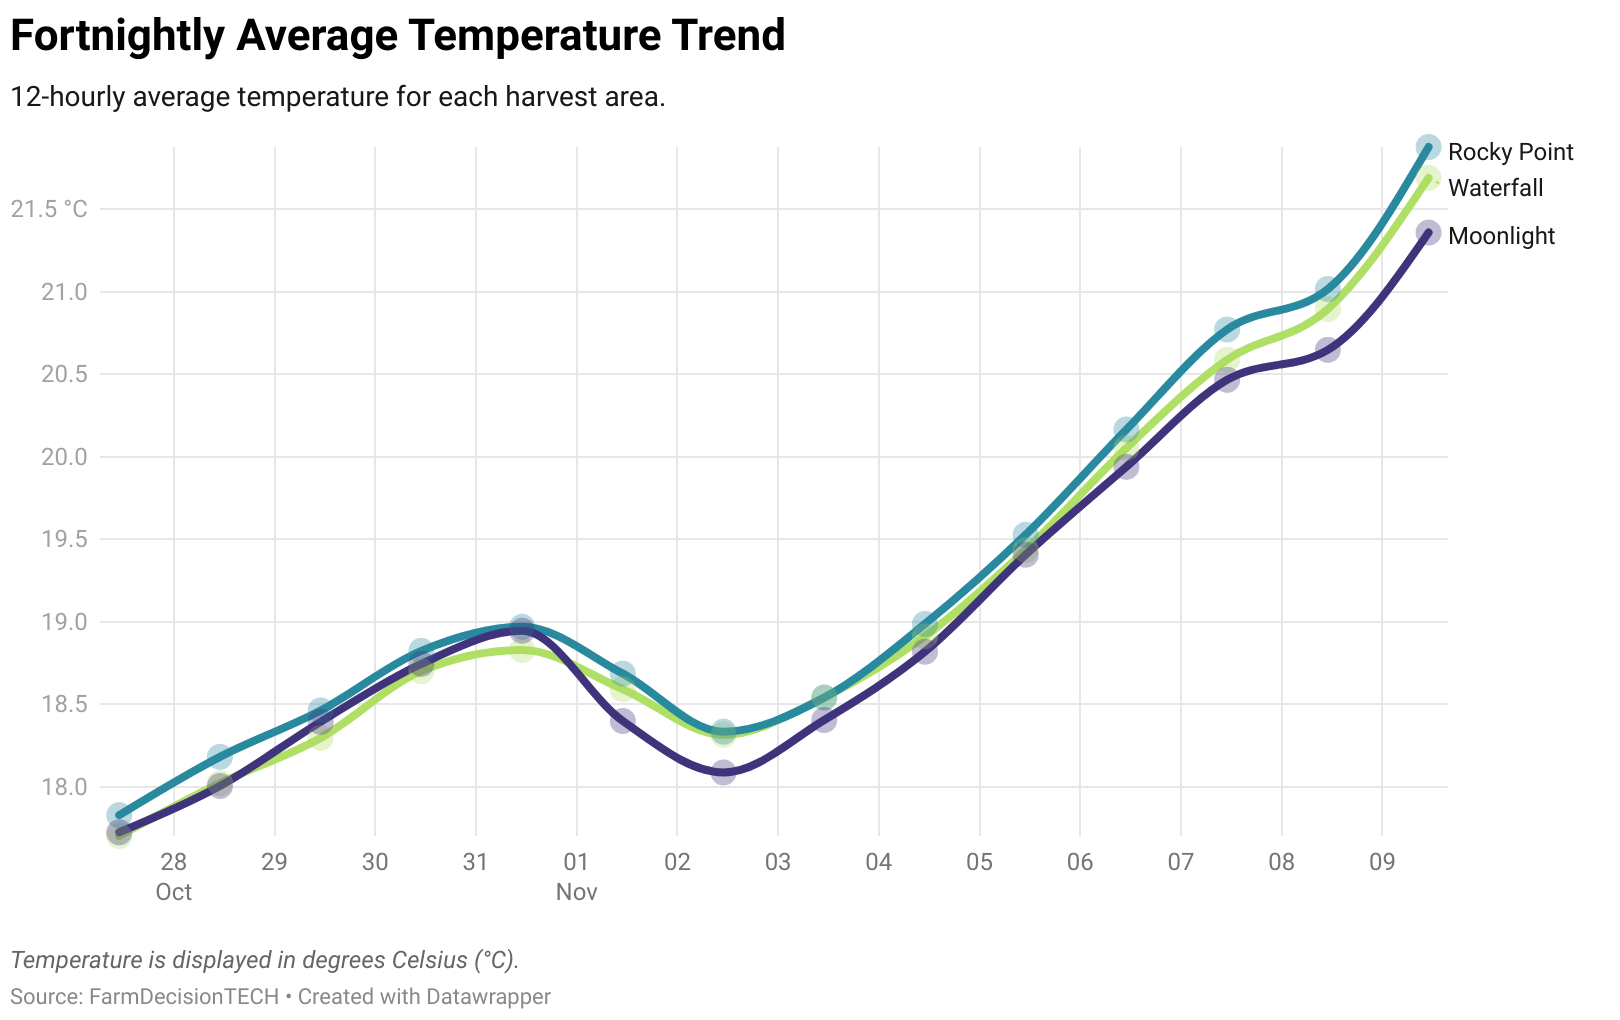 Fortnightly Average Temperature Trend
12-hourly average temperature for each harvest area.
Rocky Point
Waterfall
Moonlight
21.5 °C
21.0
20.5
20.0
19.5
19.0
18.5
18.0
28 29 30 31 01 02 03 04 05 06 07 08 09
Oct Nov
Temperature is displayed in degrees Celsius (°C).
Source: FarmDecisionTECH • Created with Datawrapper